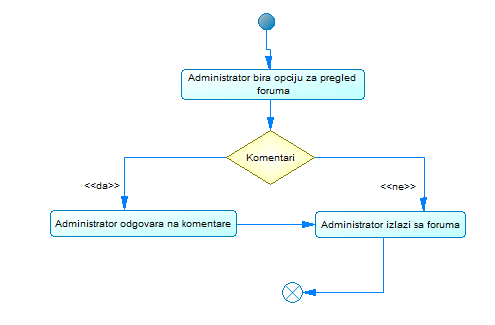 Administrator bira opciju za pregled
foruma
Komentari
<<da>>
<<ne>>
Administrator odgovara na komentare
Administrator izlazi sa foruma